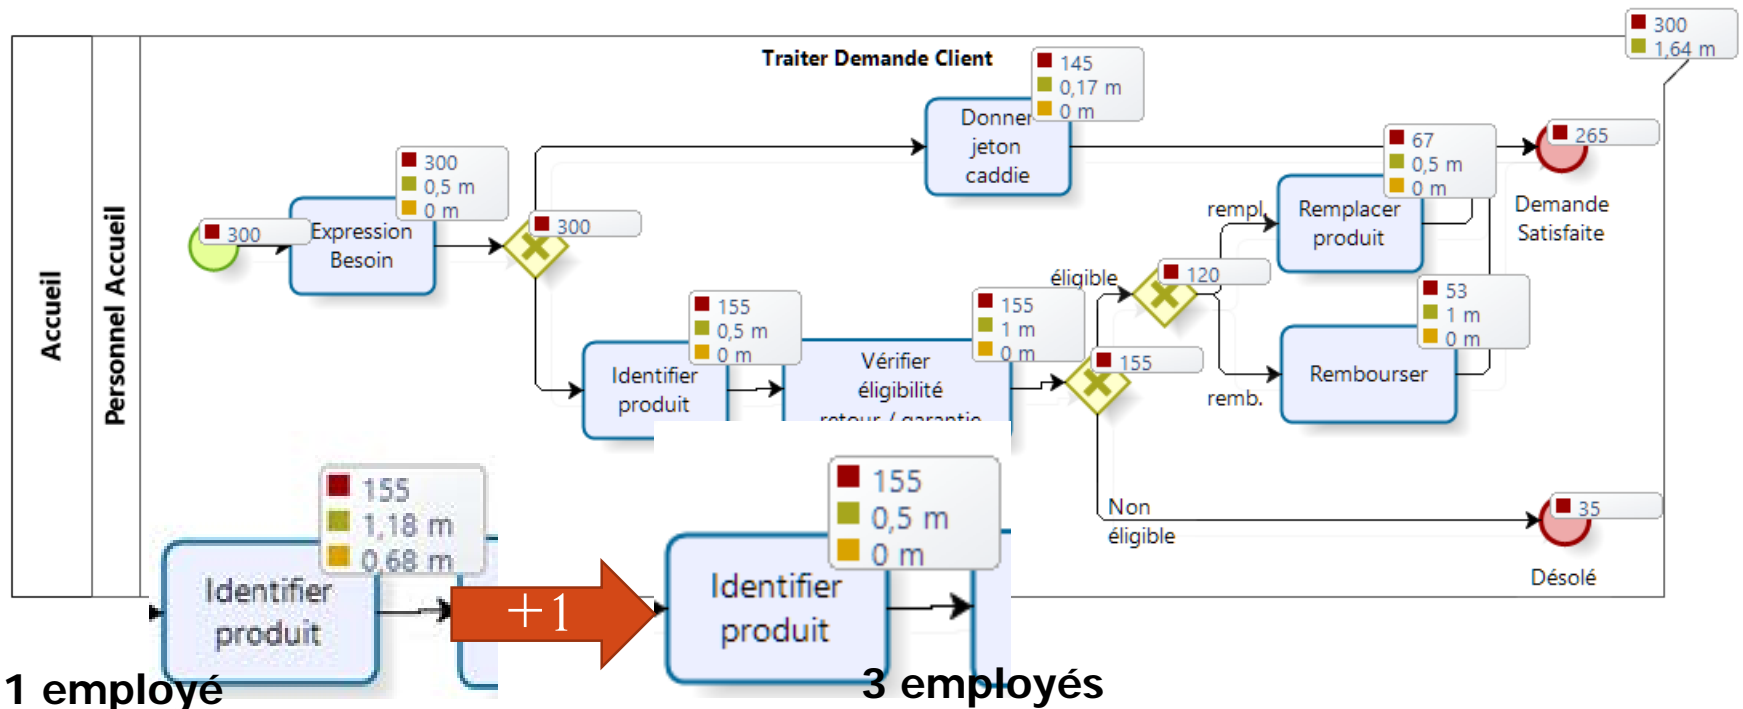 300
1,64 m
Traiter Demande Client
145
0,17 m
0 m
Donner
jeton
caddie
Accueil
Personnel Accueil
300
300
0,5 m
0 m
Expression
Besoin
300
155
0,5 m
0 m
Identifier
produit
155
1 m
0 m
Vérifier
éligibilité
retour / garantie
155
éligible
120
rempl.
67
0,5 m
0 m
Remplacer
produit
remb.
53
1 m
0 m
Rembourser
265
Demande
Satisfaite
Non
éligible
35
Désolé
155
1,18 m
0,68 m
Identifier
produit
+1
155
0,5 m
0 m
Identifier
produit
1 employé
3 employés